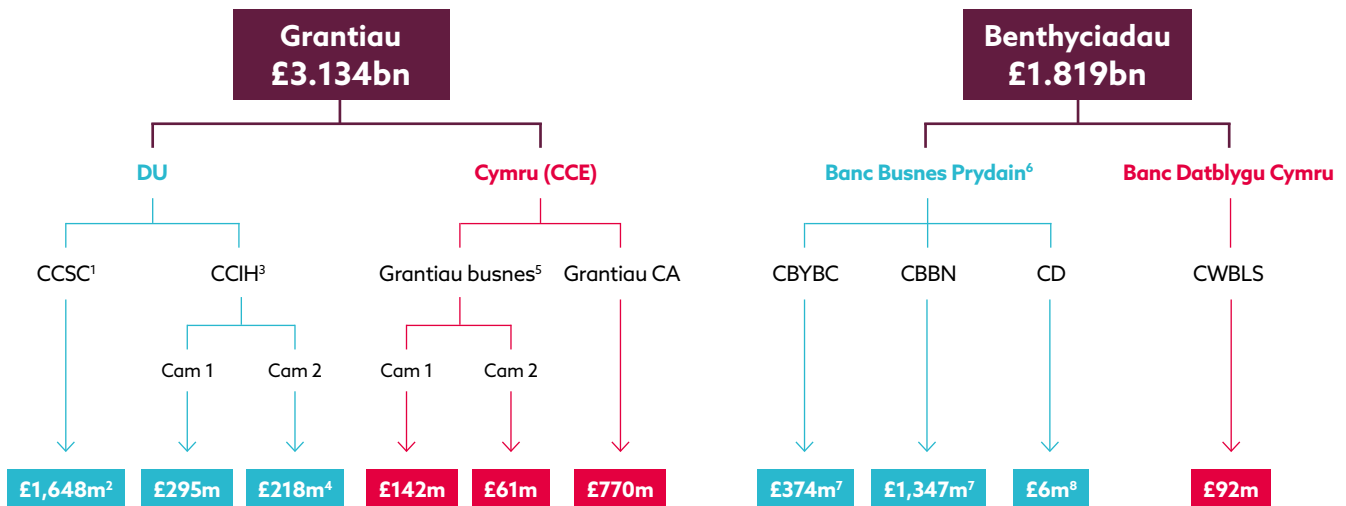 Grantiau
£3.134bn
Benthyciadau
£1.819bn
DU
Cymru (CCE)
Banc Busnes Prydain⁶
Banc Datblygu Cymru
CCSC¹
CCIH³
Grantiau busnes⁵
Grantiau CA
CBYBC
CBBN
CD
CWBLS
Cam 1
Cam 2
Cam 1
Cam 2
£1,648m²
£295m
£218m⁴
£142m
£61m
£770m
£374m⁷
£1,347m⁷
£6m⁸
£92m